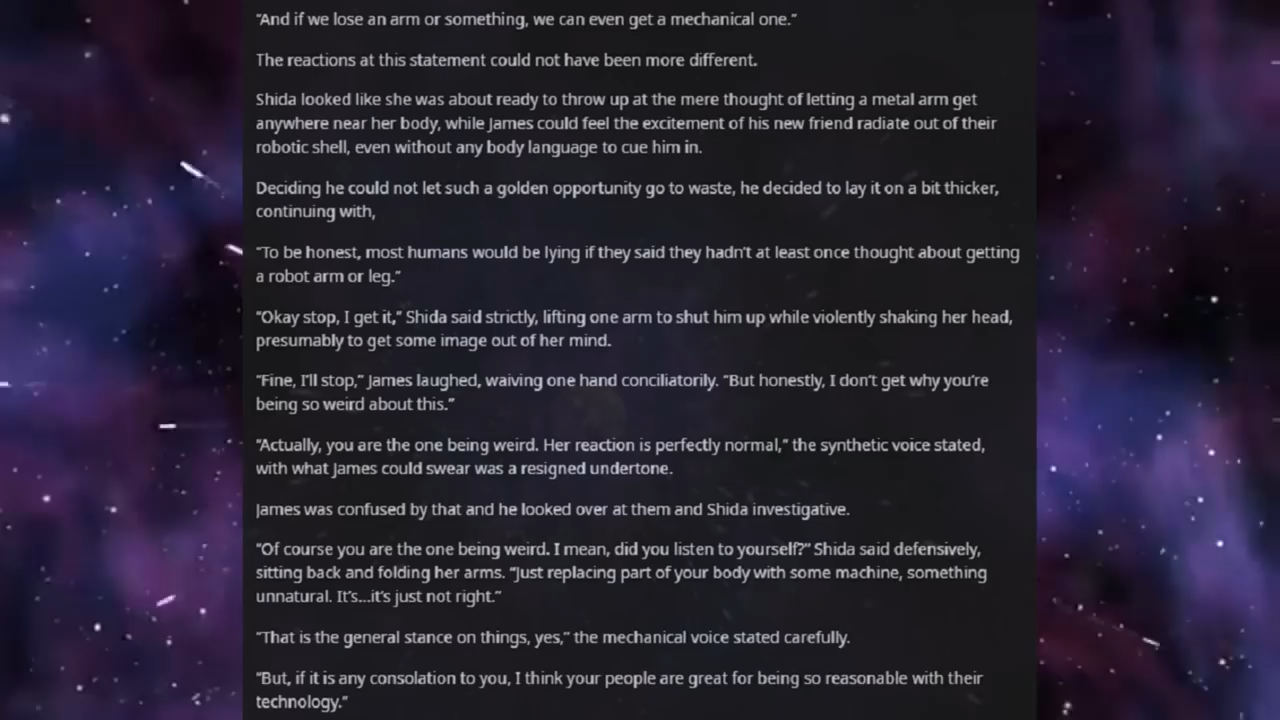 “And if we lose an arm or something, we can even get a mechanical one.”
The reactions at this statement could not have been more different.
Shida looked like she was about ready to throw up at the mere thought of letting a metal arm get
anywhere near her body, while James could feel the excitement of his new friend radiate out of their
robotic shell, even without any body language to cue him in.
Deciding he could not let such a golden opportunity go to waste, he decided to lay it on a bit thicker,
continuing with,
“To be honest, most humans would be lying if they said they hadn’t at least once thought about getting
a robot arm or leg.”
“Okay stop, I get it,” Shida said strictly, lifting one arm to shut him up while violently shaking her head,
presumably to get some image out of her mind.
“Fine, I’ll stop,” James laughed, waiving one hand conciliatorily. “But honestly, I don’t get why you’re
being so weird about this.”
“Actually, you are the one being weird. Her reaction is perfectly normal,” the synthetic voice stated,
with what James could swear was a resigned undertone.
James was confused by that and he looked over at them and Shida investigative.
“Of course you are the one being weird. I mean, did you listen to yourself?” Shida said defensively,
sitting back and folding her arms. “Just replacing part of your body with some machine, something
unnatural. It’s...it’s just not right.”
“That is the general stance on things, yes,” the mechanical voice stated carefully.
“But, if it is any consolation to you, I think your people are great for being so reasonable with their
technology.”